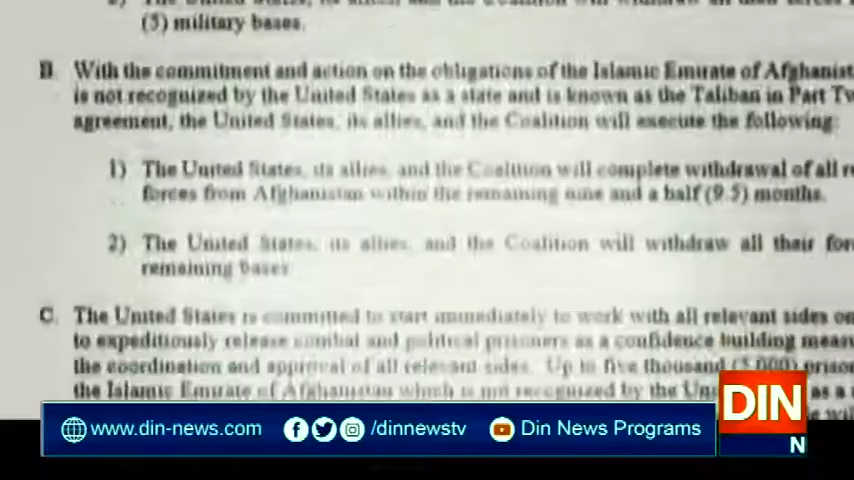 (5) military bases.
B. With the commitment and action on the obligations of the Islamic Emirate of Afghanist
is not recognized by the United States as a state and is known as the Taliban in Part Tw
agreement, the United States, its allies, and the Coalition will execute the following:
1) The United States, its allies, and the Coalition will complete withdrawal of all re
forces from Afghanistan within the remaining nine and a half (9.5) months.
2) The United States, its allies, and the Coalition will withdraw all their for
remaining bases.
C. The United States is committed to start immediately to work with all relevant sides on
to expeditiously release combat and political prisoners as a confidence building meas
the coordination and approval of all relevant sides. Up to five thousand (5,000) prison
the Islamic Emirate of Afghanistan which is not recognized by the Un as a
www.din-news.com /dinnewstv Din News Programs
DIN
N